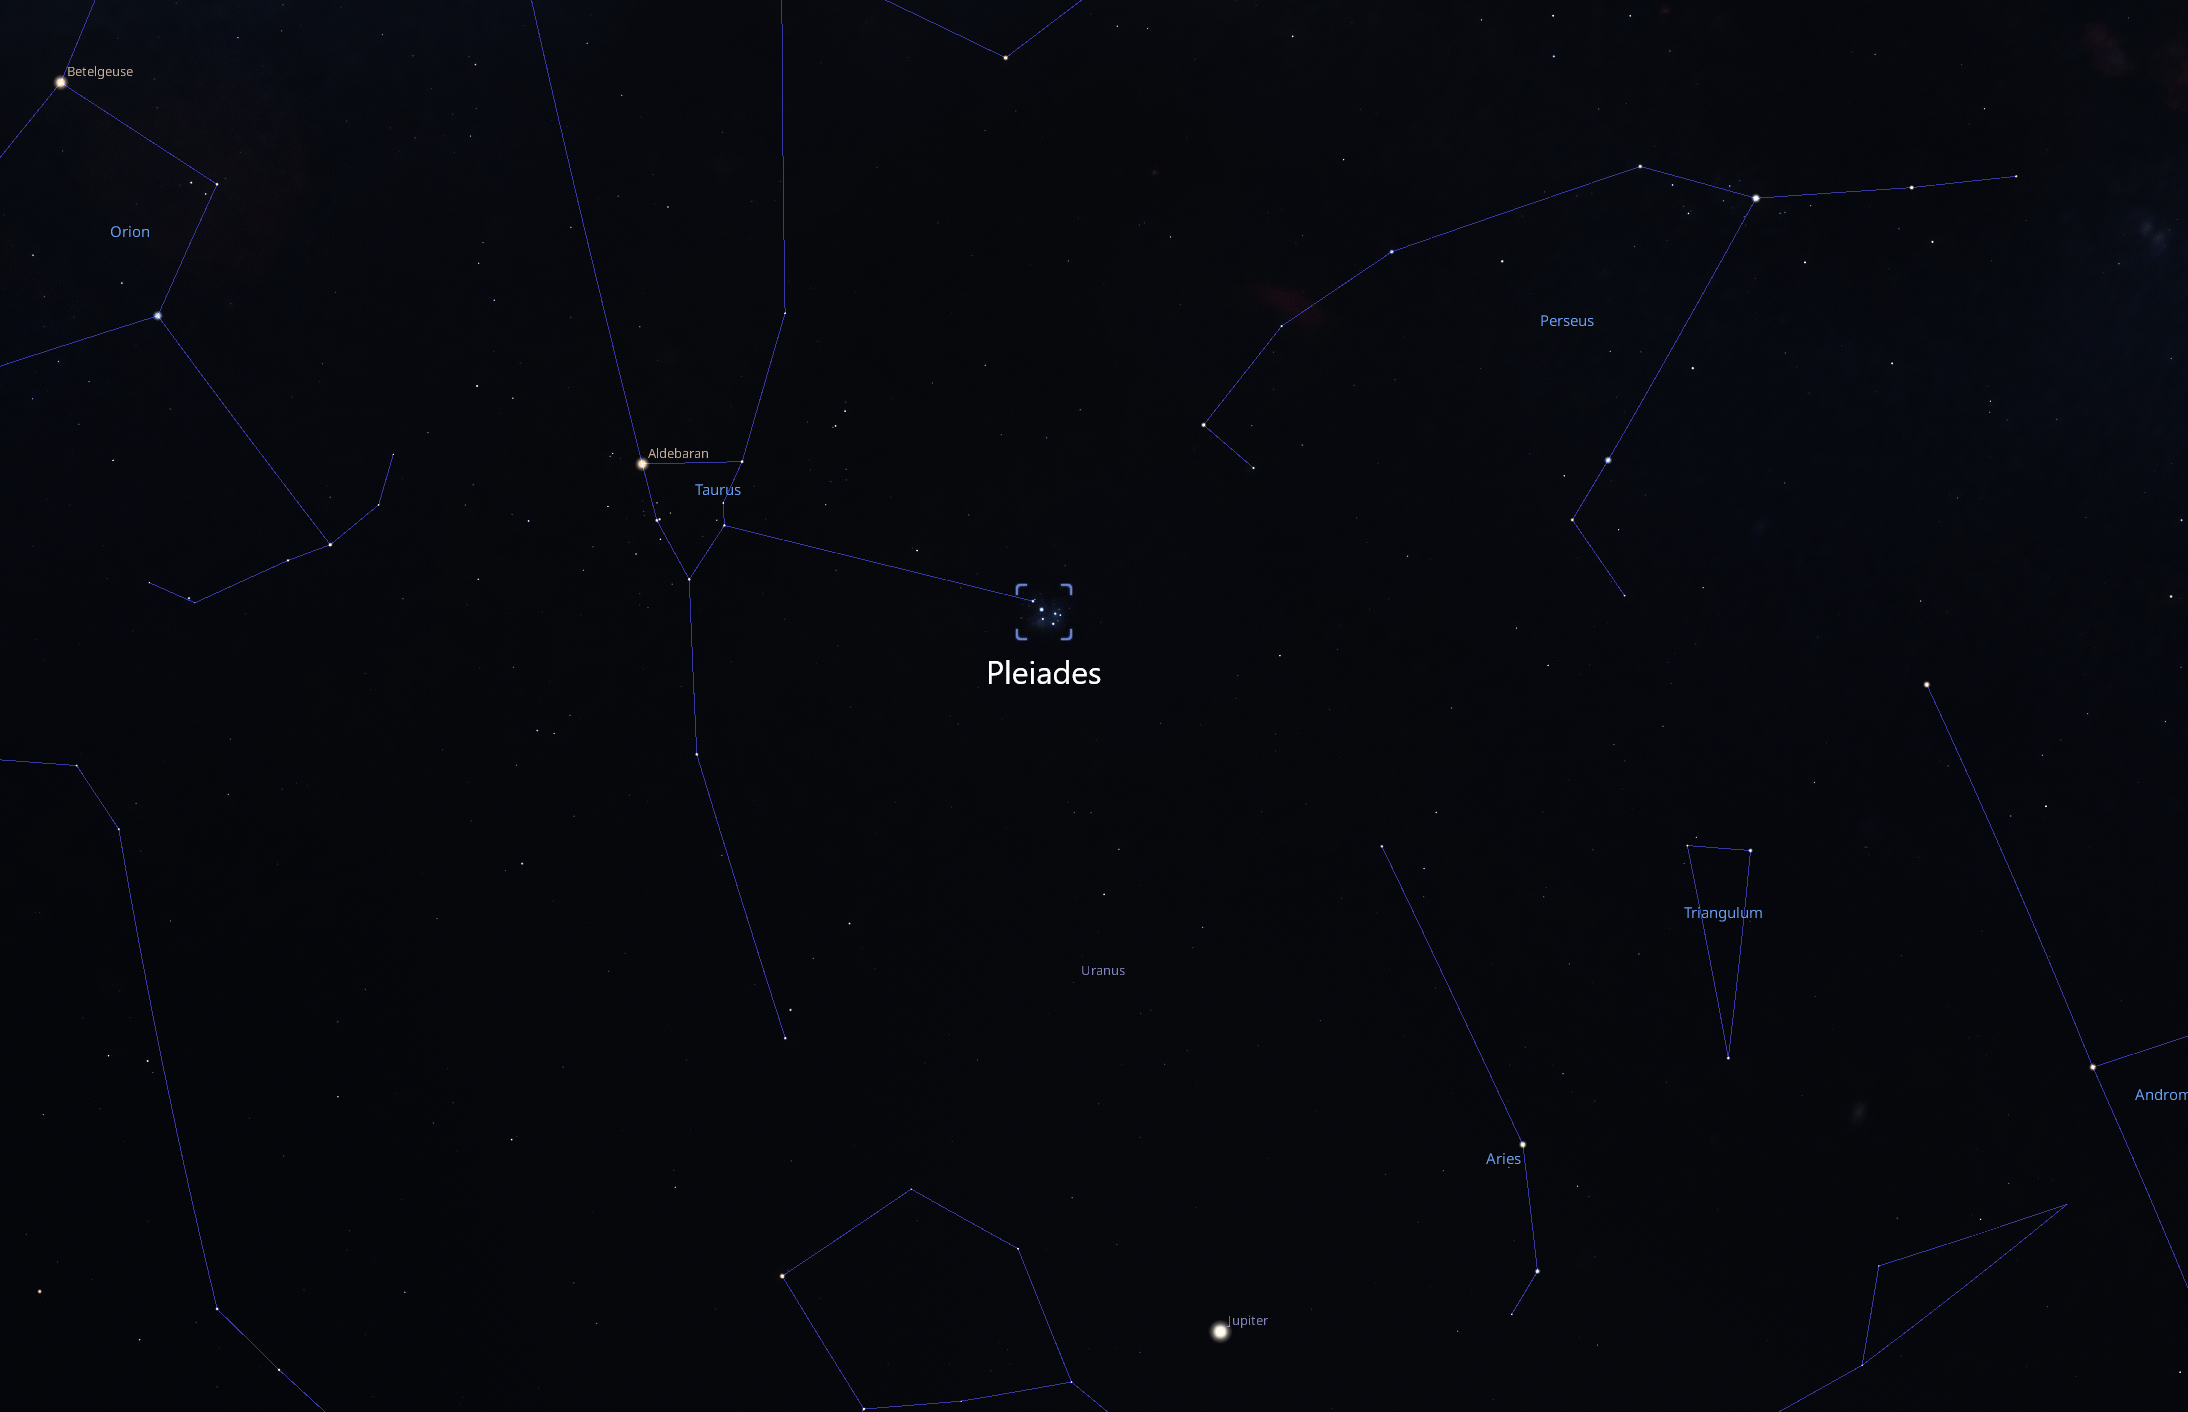 Betelgeuse
Orion
Perseus
Aldebaran
Taurus
Pleiades
Triangulum
Uranus
Androm
Aries
Jupiter